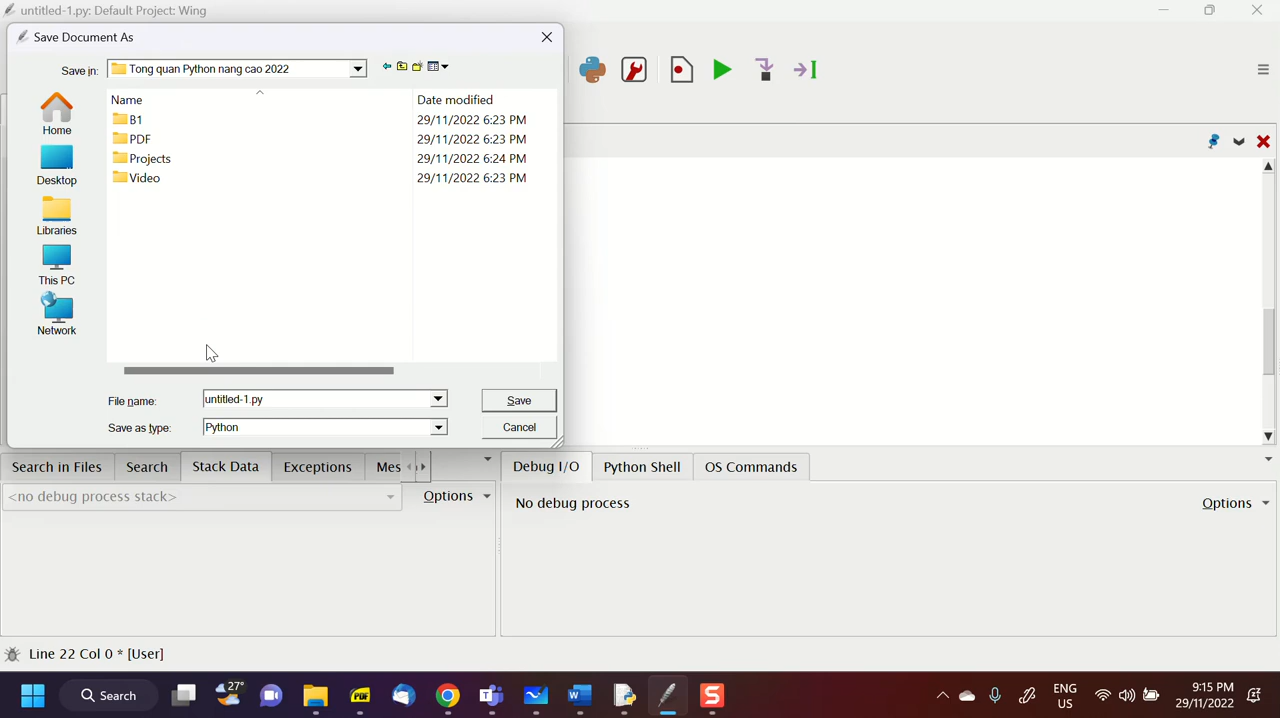 untitled-1.py: Default Project: Wing
Save Document As
Save in:
Tong quan Python nang cao 2022
Name
Date modified
B1
29/11/2022 6:23 PM
PDF
29/11/2022 6:23 PM
Projects
29/11/2022 6:24 PM
Video
29/11/2022 6:23 PM
Home
Desktop
Libraries
This PC
Network
File name:
untitled-1.py
Save
Save as type:
Python
Cancel
Search in Files
Search
Stack Data
Exceptions
Mes
Debug I/O
Python Shell
OS Commands
<no debug process stack>
Options
No debug process
Options
Line 22 Col 0 * [User]
27°
Search
PDF
ENG
US
9:15 PM
29/11/2022